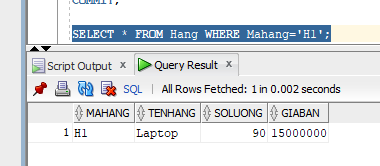 COMMIT;
SELECT * FROM Hang WHERE Mahang='H1';
Script Output x Query Result x
SQL | All Rows Fetched: 1 in 0.002 seconds
MAHANG TENHANG SOLUONG GIABAN
1 H1 Laptop 90 15000000